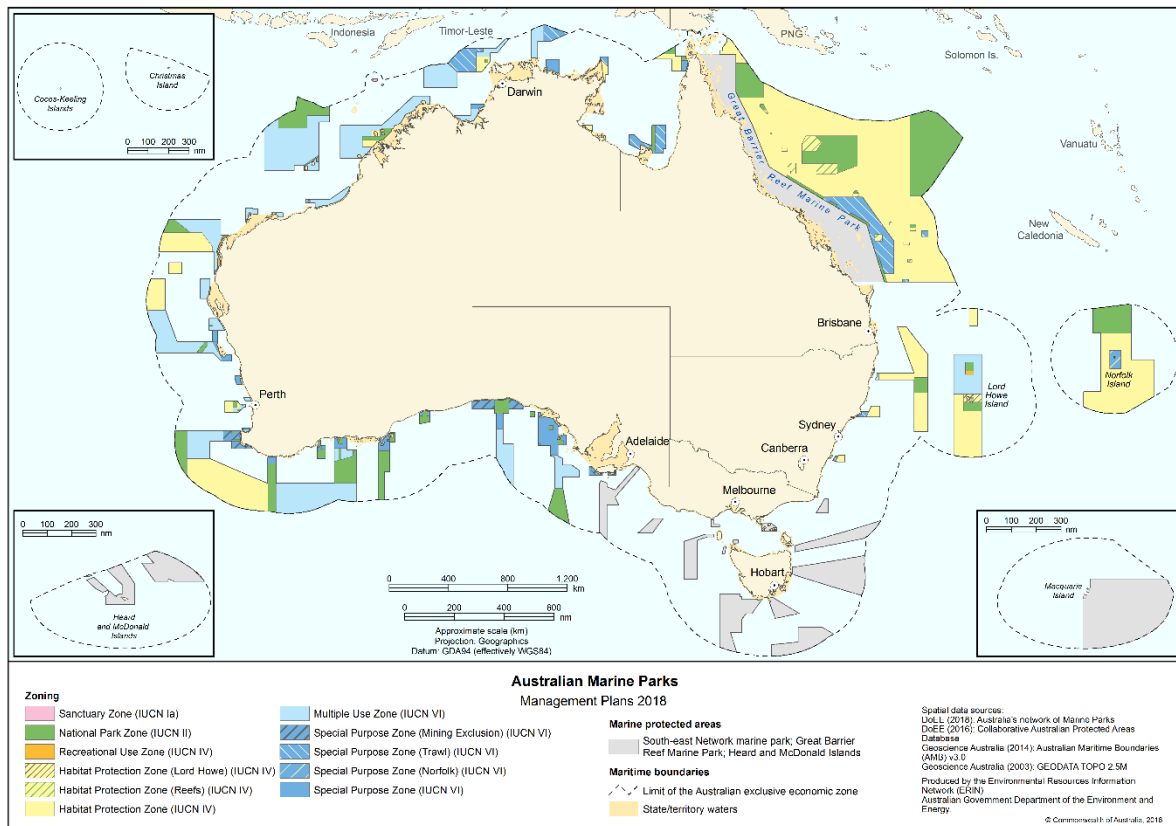 Indonesia
Timor-Leste
PNG
Solomon Is.
Vanuatu
New
Caledonia
Cocos-Keeling
Islands
Christmas
Island
0 100 200 300
nm
Darwin
Great Barrier Reef Marine Park
Brisbane
Lord
Howe
Island
Norfolk
Island
Perth
Adelaide
Sydney
Canberra
Melbourne
Hobart
0 100 200 300
nm
Heard
and McDonald
Islands
0 400 800 1,200
km
0 200 400 600
nm
Approximate scale (km)
Projection: Geographics
Datum: GDA94 (effectively WGS84)
0 100 200 300
nm
Macquarie
Island
Australian Marine Parks
Management Plans 2018
Zoning
Sanctuary Zone (IUCN Ia)
National Park Zone (IUCN II)
Recreational Use Zone (IUCN IV)
Habitat Protection Zone (Lord Howe) (IUCN IV)
Habitat Protection Zone (Reefs) (IUCN IV)
Habitat Protection Zone (IUCN IV)
Multiple Use Zone (IUCN VI)
Special Purpose Zone (Mining Exclusion) (IUCN VI)
Special Purpose Zone (Trawl) (IUCN VI)
Special Purpose Zone (Norfolk) (IUCN VI)
Special Purpose Zone (IUCN VI)
Marine protected areas
South-east Network marine park; Great Barrier
Reef Marine Park; Heard and McDonald Islands
Maritime boundaries
Limit of the Australian exclusive economic zone
State/territory waters
Spatial data sources:
DoEE (2018): Australia's network of Marine Parks
DoEE (2016): Collaborative Australian Protected Areas
Database
Geoscience Australia (2014): Australian Maritime Boundaries
(AMB) v3.0
Geoscience Australia (2003): GEODATA TOPO 2.5M
Produced by the Environmental Resources Information
Network (ERIN)
Australian Government Department of the Environment and
Energy
© Commonwealth of Australia, 2018